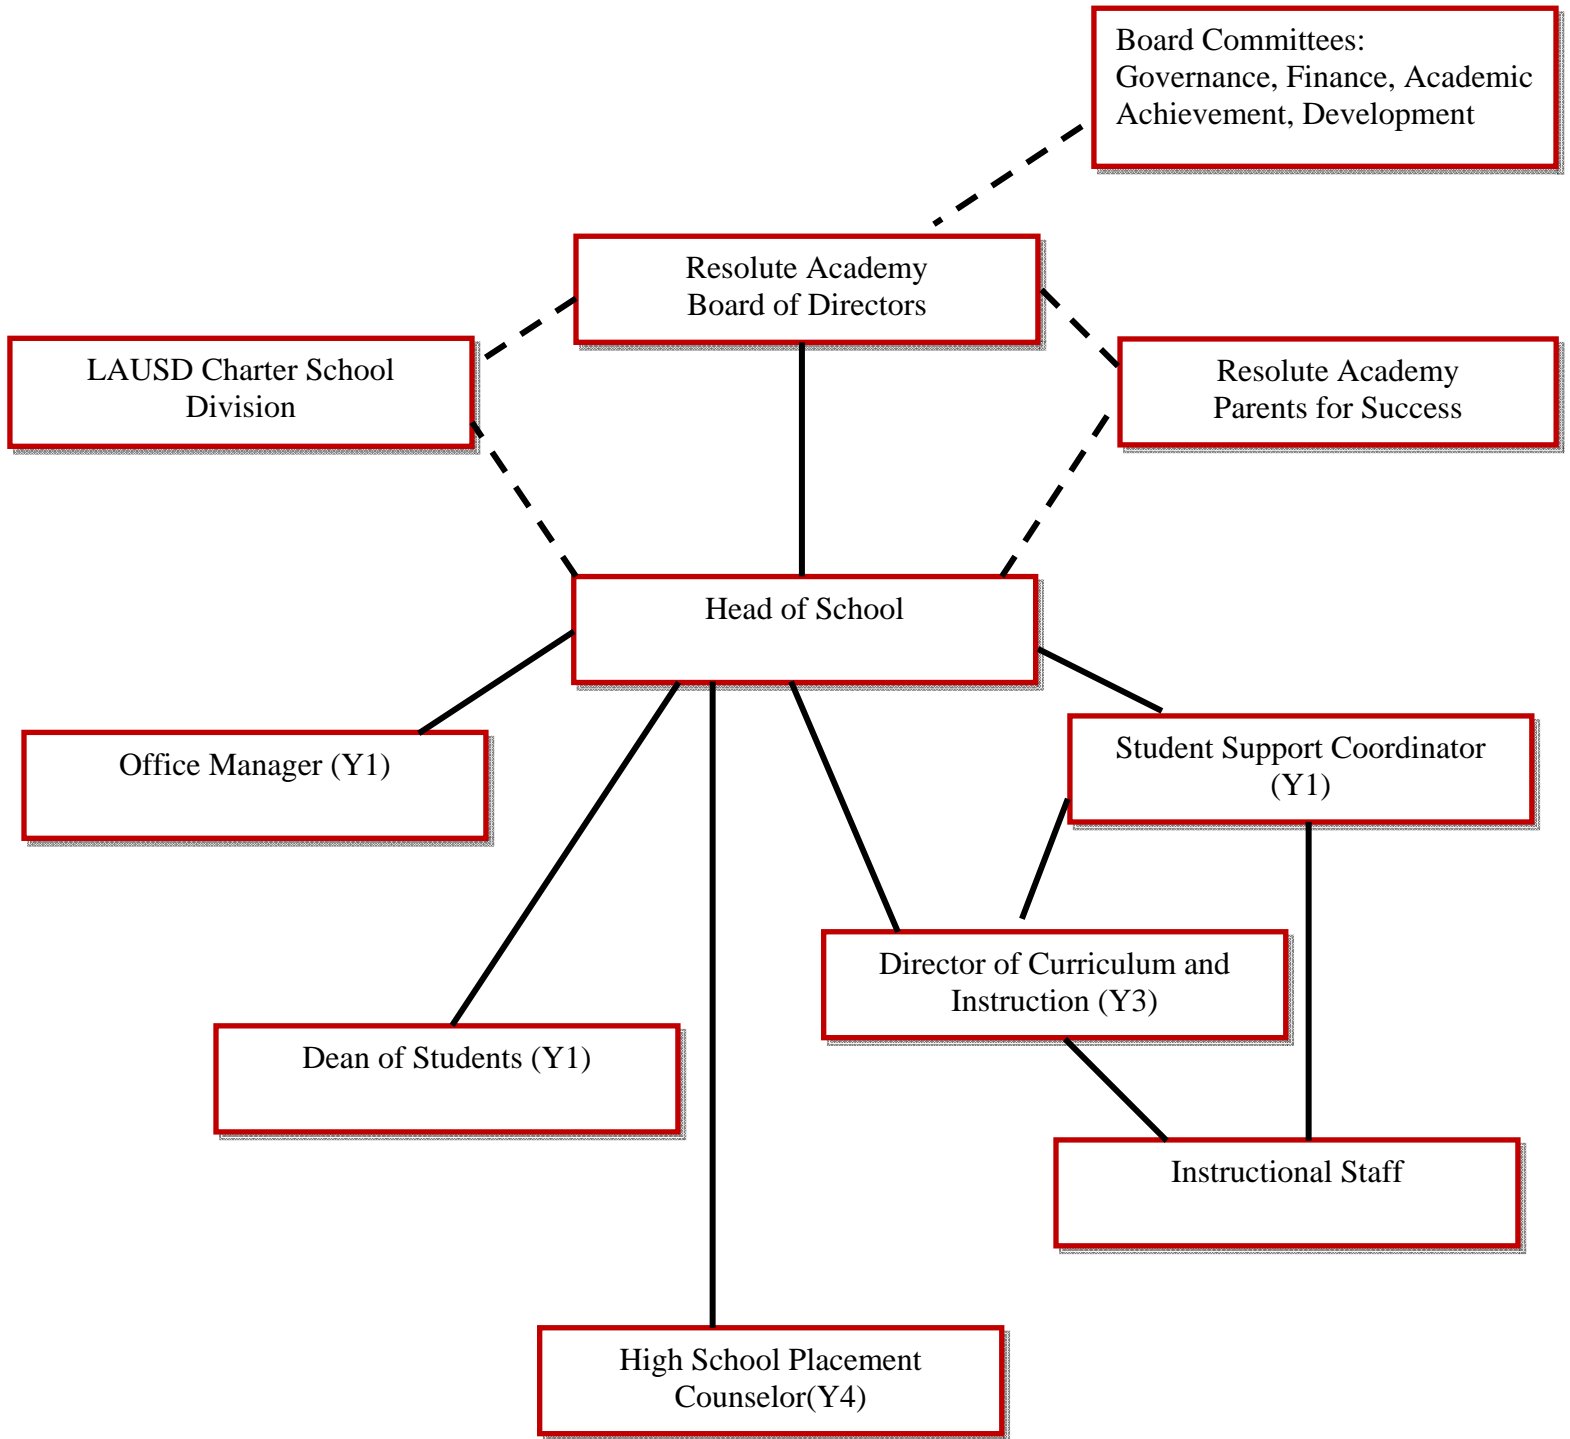 Board Committees:
Governance, Finance, Academic
Achievement, Development
Resolute Academy
Board of Directors
LAUSD Charter School
Division
Resolute Academy
Parents for Success
Head of School
Office Manager (Y1)
Student Support Coordinator
(Y1)
Director of Curriculum and
Instruction (Y3)
Dean of Students (Y1)
Instructional Staff
High School Placement
Counselor(Y4)